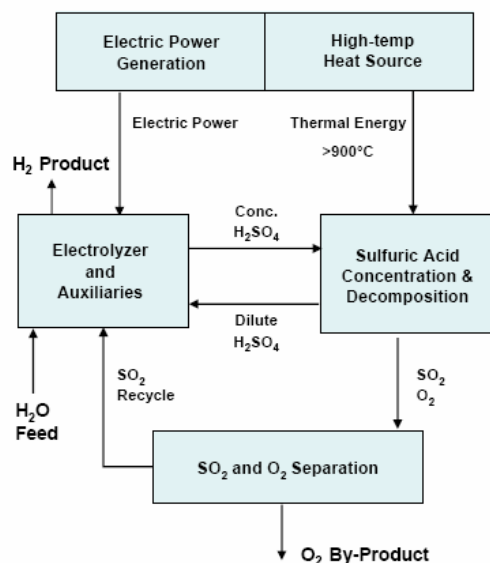 Electric Power
Generation
High-temp
Heat Source
Electric Power
Thermal Energy
>900°C
H₂ Product
Electrolyzer
and
Auxiliaries
Conc.
H₂SO₄
Sulfuric Acid
Concentration &
Decomposition
Dilute
H₂SO₄
H₂O
Feed
SO₂
Recycle
SO₂
O₂
SO₂ and O₂ Separation
O₂ By-Product